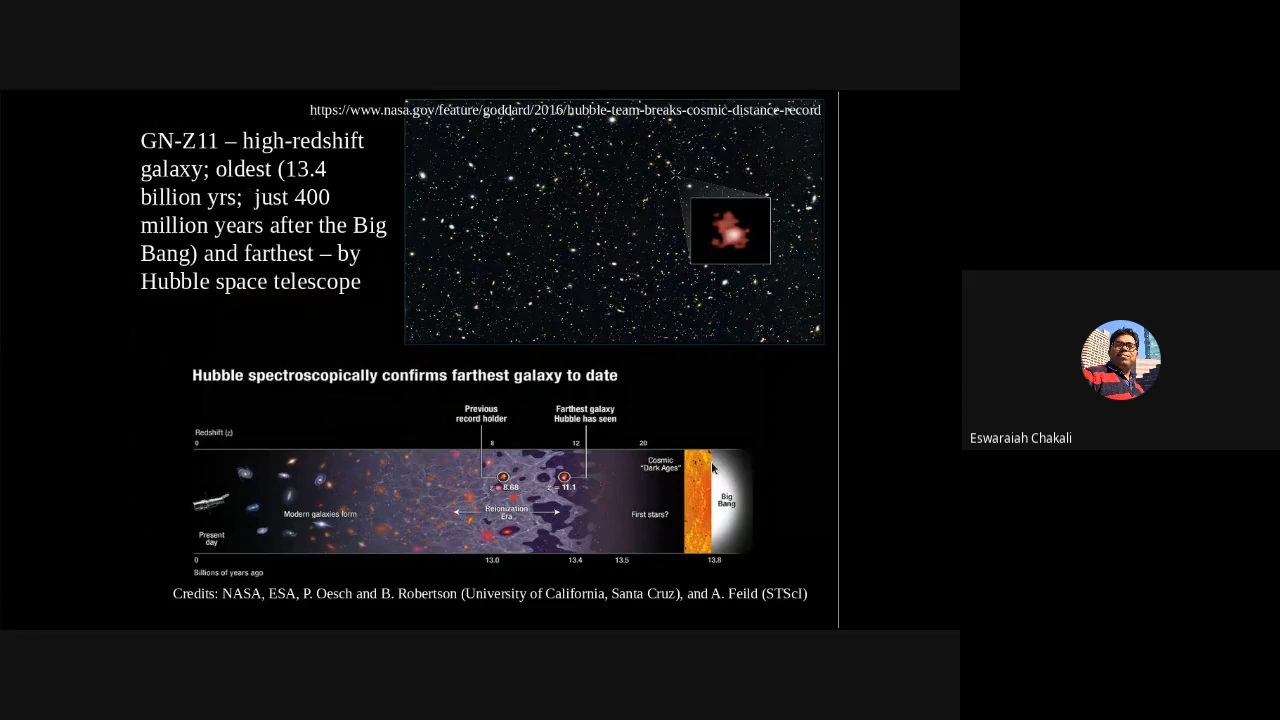 https://www.nasa.gov/feature/goddard/2016/hubble-team-breaks-cosmic-distance-record
GN-Z11 – high-redshift
galaxy; oldest (13.4
billion yrs;  just 400
million years after the Big
Bang) and farthest – by
Hubble space telescope
Hubble spectroscopically confirms farthest galaxy to date
Previous
record holder
Farthest galaxy
Hubble has seen
Redshift (z)
0 8 12 20
Cosmic
"Dark Ages"
z = 8.68
z = 11.1
Big
Bang
Modern galaxies form
Reionization
Era
First stars?
Present
day
0 13.0 13.4 13.5 13.8
Billions of years ago
Credits: NASA, ESA, P. Oesch and B. Robertson (University of California, Santa Cruz), and A. Feild (STScI)
Eswaraiah Chakali